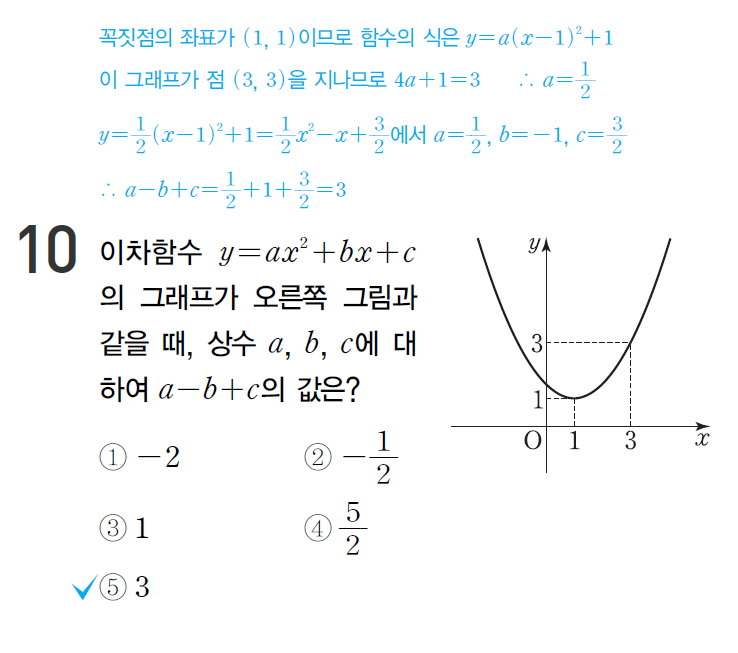 꼭짓점의 좌표가 (1, 1)이므로 함수의 식은 y=a(x-1)²+1
이 그래프가 점 (3, 3)을 지나므로 4a+1=3 ∴ a=1/2
y=1/2(x-1)²+1=1/2x²-x+3/2에서 a=1/2, b=-1, c=3/2
∴ a-b+c=1/2+1+3/2=3
10 이차함수 y=ax²+bx+c
의 그래프가 오른쪽 그림과
같을 때, 상수 a, b, c에 대
하여 a-b+c의 값은?
① -2 ② -1/2
③ 1 ④ 5/2
⑤ 3
y
3
1
O 1 3 x